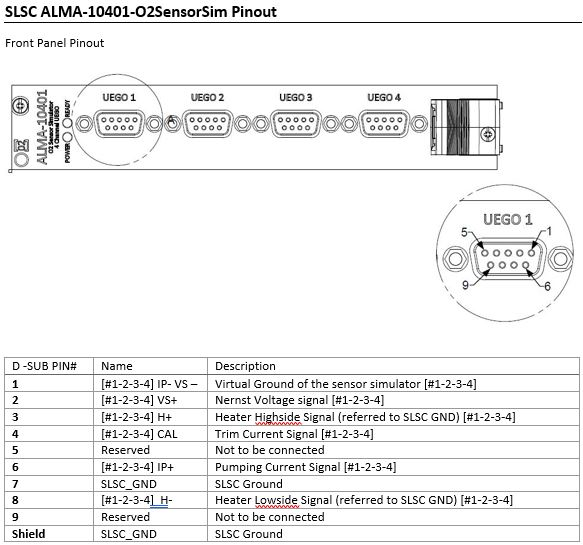 SLSC ALMA-10401-O2SensorSim Pinout
Front Panel Pinout
ALMA-10401
O2 Sensor Simulator
4 Channel UEGO
POWER
READY
UEGO 1
UEGO 2
UEGO 3
UEGO 4
UEGO 1
5
1
9
6
D -SUB PIN# Name Description
1 [#1-2-3-4] IP- VS – Virtual Ground of the sensor simulator [#1-2-3-4]
2 [#1-2-3-4] VS+ Nernst Voltage signal [#1-2-3-4]
3 [#1-2-3-4] H+ Heater Highside Signal (referred to SLSC GND) [#1-2-3-4]
4 [#1-2-3-4] CAL Trim Current Signal [#1-2-3-4]
5 Reserved Not to be connected
6 [#1-2-3-4] IP+ Pumping Current Signal [#1-2-3-4]
7 SLSC_GND SLSC Ground
8 [#1-2-3-4] H- Heater Lowside Signal (referred to SLSC GND) [#1-2-3-4]
9 Reserved Not to be connected
Shield SLSC_GND SLSC Ground